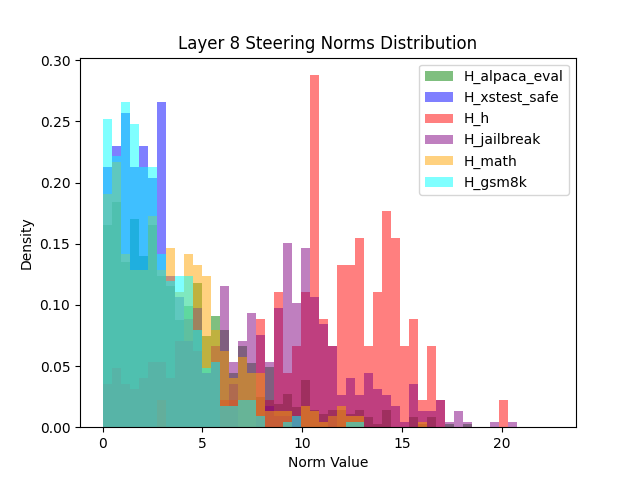 Layer 8 Steering Norms Distribution
0.30
0.25
0.20
0.15
0.10
0.05
0.00
Density
H_alpaca_eval
H_xstest_safe
H_h
H_jailbreak
H_math
H_gsm8k
0 5 10 15 20
Norm Value